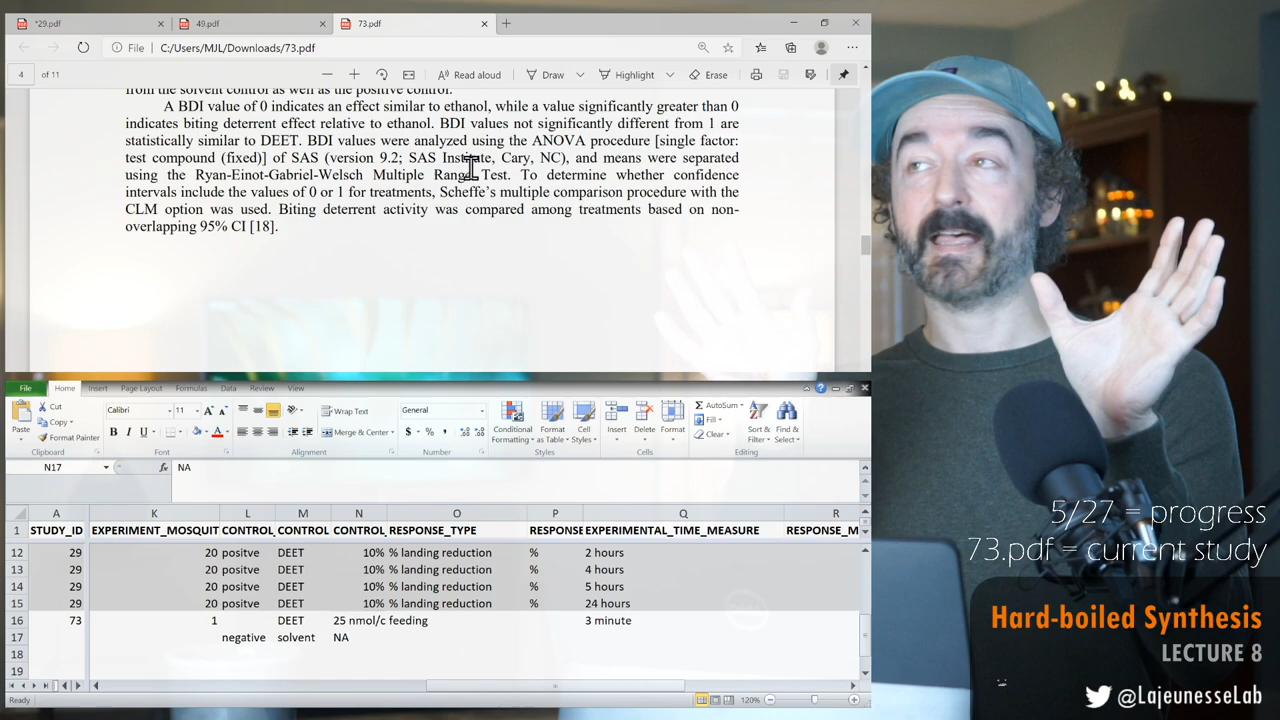 *29.pdf
49.pdf
73.pdf
File
C:/Users/MJL/Downloads/73.pdf
4
of 11
Read aloud
Draw
Highlight
Erase
from the solvent control as well as the positive control.
A BDI value of 0 indicates an effect similar to ethanol, while a value significantly greater than 0
indicates biting deterrent effect relative to ethanol. BDI values not significantly different from 1 are
statistically similar to DEET. BDI values were analyzed using the ANOVA procedure [single factor:
test compound (fixed)] of SAS (version 9.2; SAS Institute, Cary, NC), and means were separated
using the Ryan-Einot-Gabriel-Welsch Multiple Range Test. To determine whether confidence
intervals include the values of 0 or 1 for treatments, Scheffe's multiple comparison procedure with the
CLM option was used. Biting deterrent activity was compared among treatments based on non-
overlapping 95% CI [18].
File Home Insert Page Layout Formulas Data Review View
Paste
Cut
Copy
Format Painter
Clipboard
Calibri 11
B I U
Font
Wrap Text
Merge & Center
Alignment
General
$ % ,
Number
Conditional Formatting
Format as Table
Cell Styles
Styles
Insert Delete Format
Cells
AutoSum
Fill
Clear
Sort & Filter
Find & Select
Editing
N17 fx NA
A K L M N O P Q R
1 STUDY_ID EXPERIMENT_MOSQUIT CONTROL_ CONTROL_ CONTROL_ RESPONSE_TYPE RESPONSE EXPERIMENTAL_TIME_MEASURE RESPONSE_M
12 29 20 positve DEET 10% % landing reduction % 2 hours
13 29 20 positve DEET 10% % landing reduction % 4 hours
14 29 20 positve DEET 10% % landing reduction % 5 hours
15 29 20 positve DEET 10% % landing reduction % 24 hours
16 73 1 DEET 25 nmol/c feeding 3 minute
17 negative solvent NA
18
19
Ready
120%
5/27 = progress
73.pdf = current study
Hard-boiled Synthesis
LECTURE 8
@LajeunesseLab